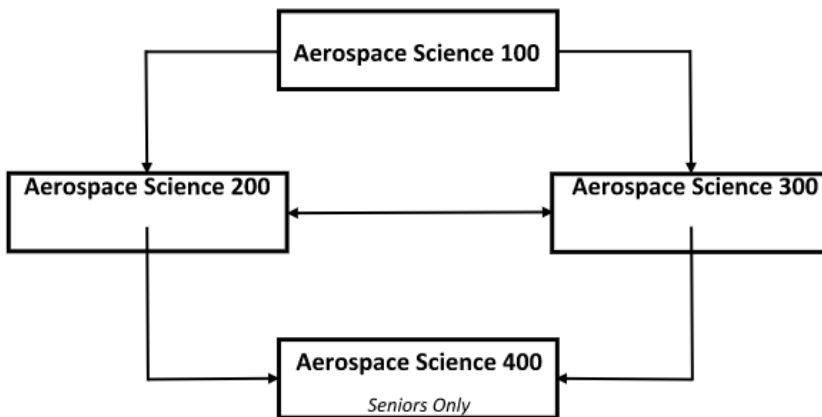 Aerospace Science 100
Aerospace Science 200
Aerospace Science 300
Aerospace Science 400
Seniors Only